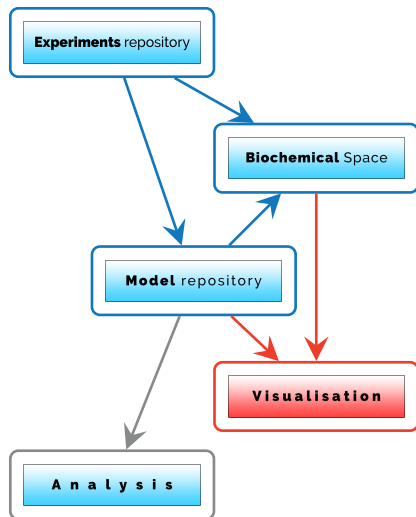 Experiments repository
Biochemical Space
Model repository
Visualisation
Analysis